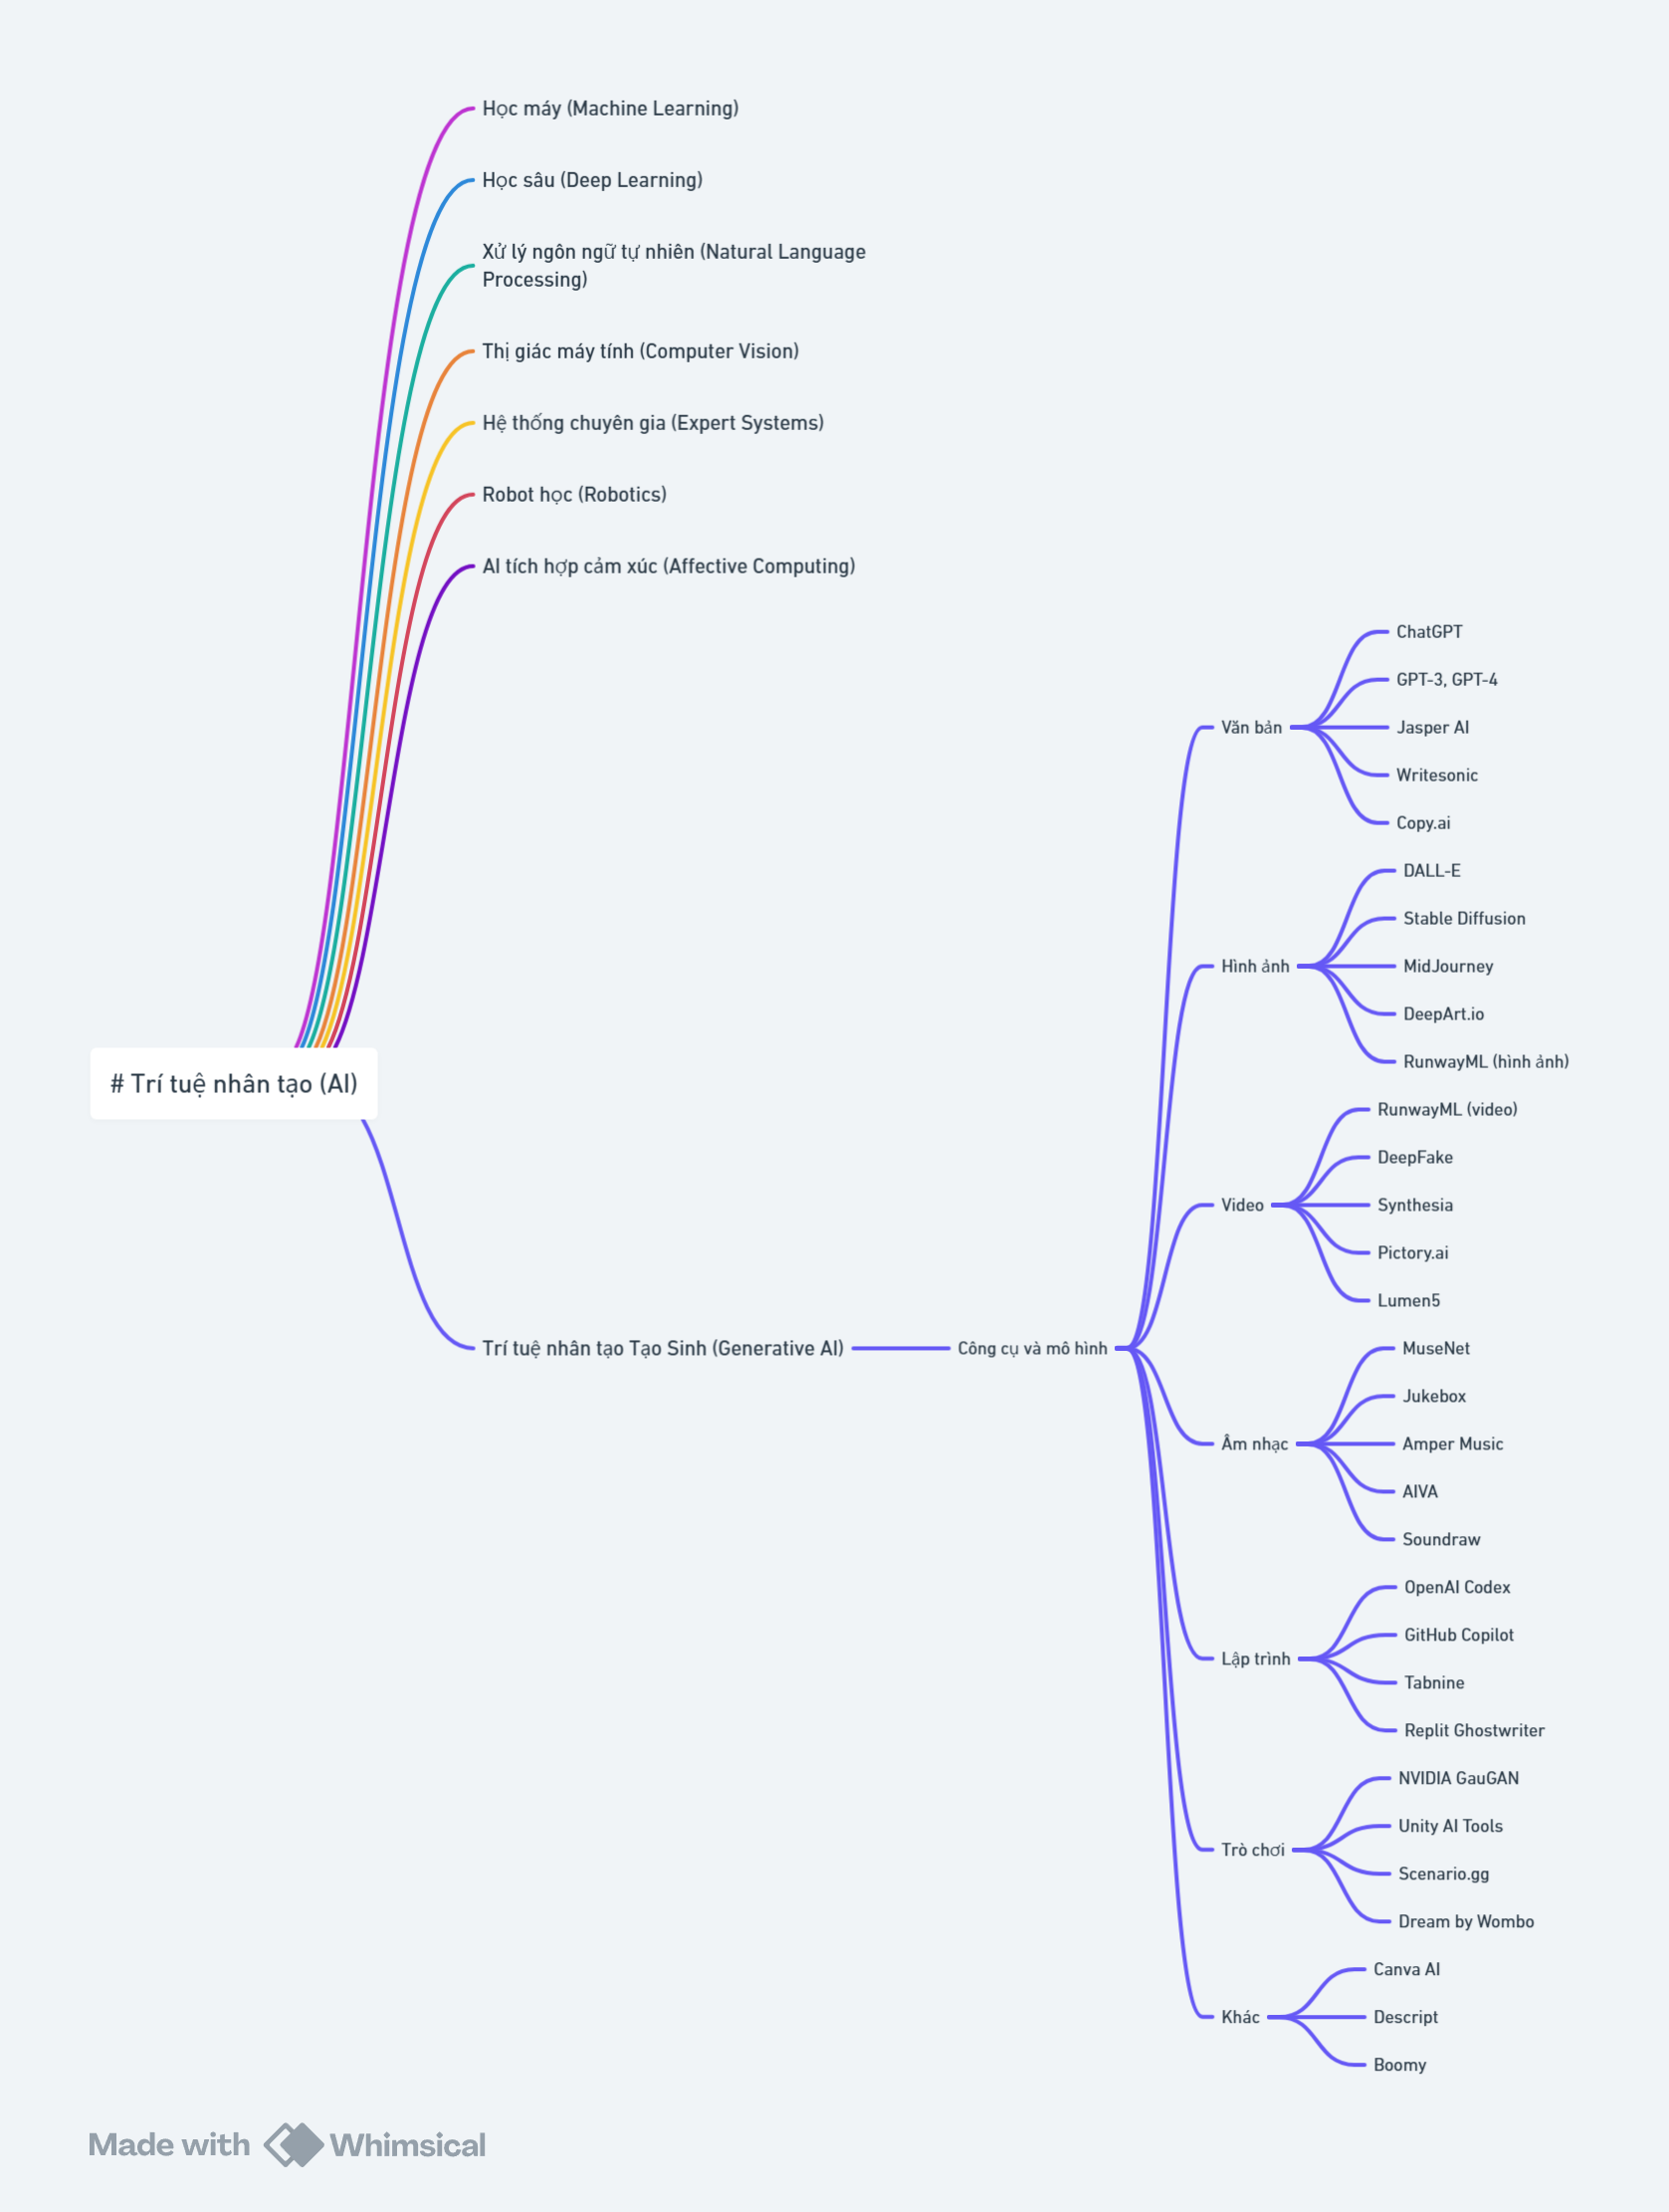 Học máy (Machine Learning)
Học sâu (Deep Learning)
Xử lý ngôn ngữ tự nhiên (Natural Language
Processing)
Thị giác máy tính (Computer Vision)
Hệ thống chuyên gia (Expert Systems)
Robot học (Robotics)
AI tích hợp cảm xúc (Affective Computing)
# Trí tuệ nhân tạo (AI)
Trí tuệ nhân tạo Tạo Sinh (Generative AI)
Công cụ và mô hình
Văn bản
ChatGPT
GPT-3, GPT-4
Jasper AI
Writesonic
Copy.ai
Hình ảnh
DALL-E
Stable Diffusion
MidJourney
DeepArt.io
RunwayML (hình ảnh)
Video
RunwayML (video)
DeepFake
Synthesia
Pictory.ai
Lumen5
Âm nhạc
MuseNet
Jukebox
Amper Music
AIVA
Soundraw
Lập trình
OpenAI Codex
GitHub Copilot
Tabnine
Replit Ghostwriter
Trò chơi
NVIDIA GauGAN
Unity AI Tools
Scenario.gg
Dream by Wombo
Khác
Canva AI
Descript
Boomy
Made with Whimsical